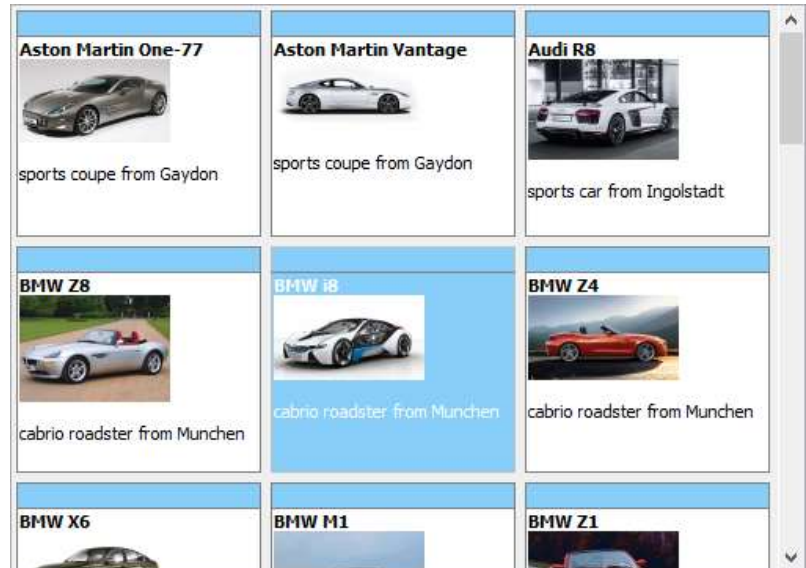 Aston Martin One-77
sports coupe from Gaydon
Aston Martin Vantage
sports coupe from Gaydon
Audi R8
sports car from Ingolstadt
BMW Z8
cabrio roadster from Munchen
BMW i8
cabrio roadster from Munchen
BMW Z4
cabrio roadster from Munchen
BMW X6
BMW M1
BMW Z1